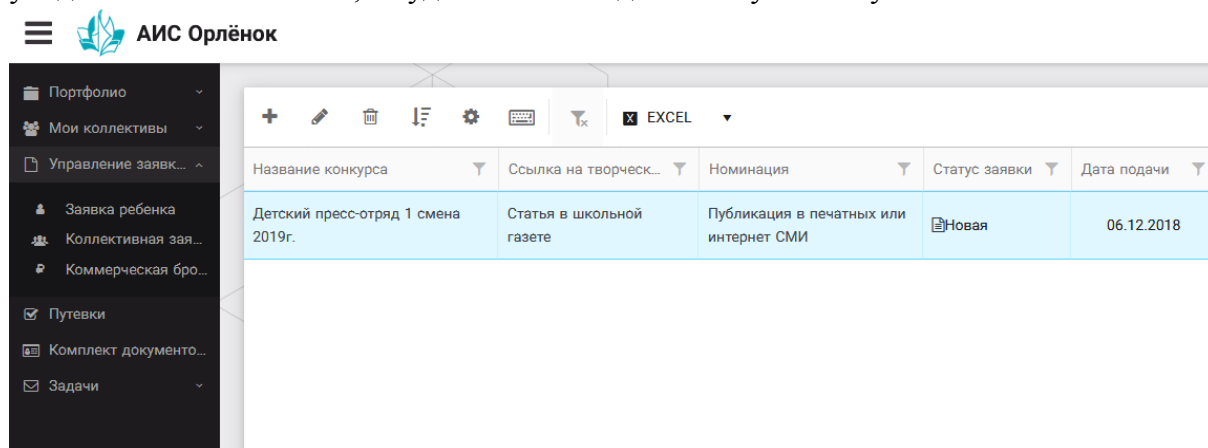 АИС Орлёнок
Портфолио
Мои коллективы
Управление заявк...
Заявка ребенка
Коллективная зая...
Коммерческая бро...
Путевки
Комплект документо...
Задачи
EXCEL
Название конкурса
Ссылка на творческ...
Номинация
Статус заявки
Дата подачи
Детский пресс-отряд 1 смена
2019г.
Статья в школьной
газете
Публикация в печатных или
интернет СМИ
Новая
06.12.2018